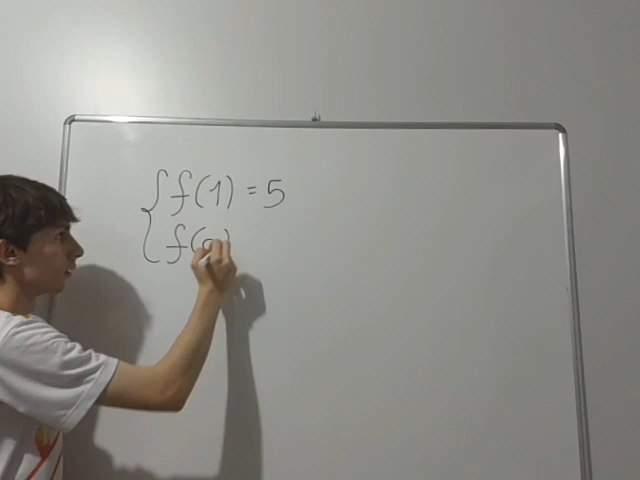 f(1) = 5
f(